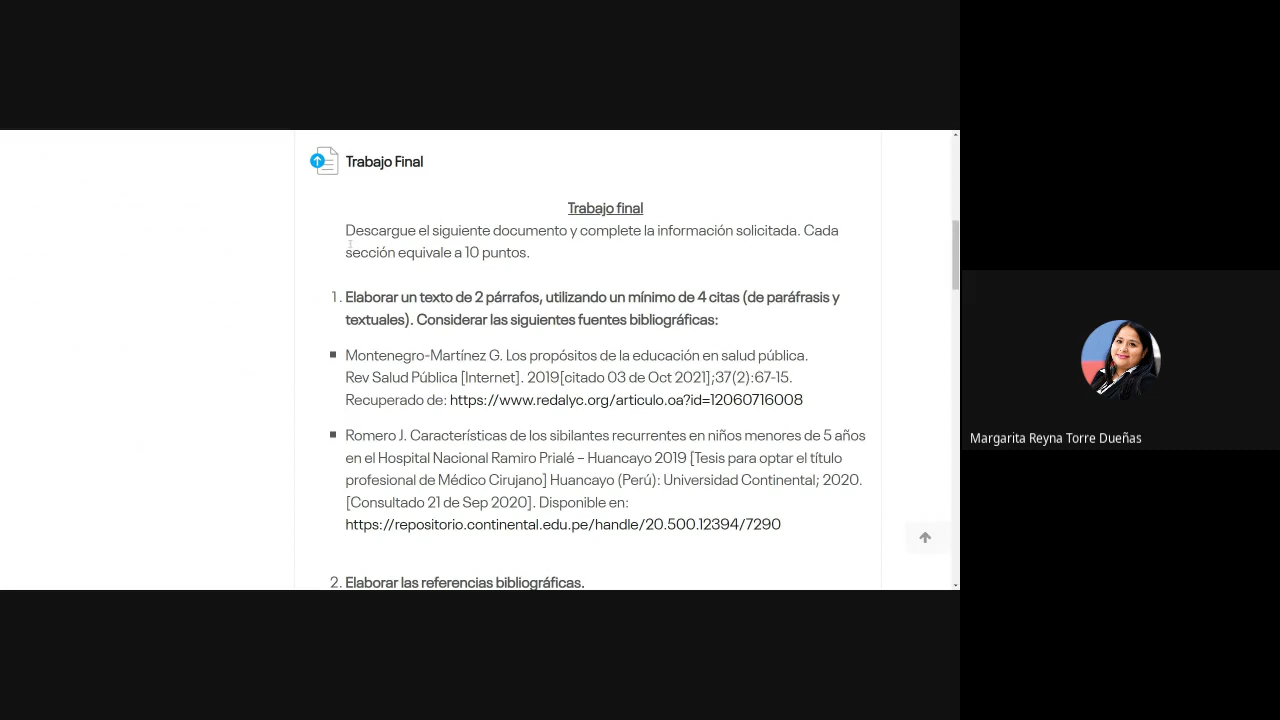 Trabajo Final
Trabajo final
Descargue el siguiente documento y complete la información solicitada. Cada
sección equivale a 10 puntos.
1. Elaborar un texto de 2 párrafos, utilizando un mínimo de 4 citas (de paráfrasis y
textuales). Considerar las siguientes fuentes bibliográficas:
■ Montenegro-Martínez G. Los propósitos de la educación en salud pública.
Rev Salud Pública [Internet]. 2019[citado 03 de Oct 2021];37(2):67-15.
Recuperado de: https://www.redalyc.org/articulo.oa?id=12060716008
■ Romero J. Características de los sibilantes recurrentes en niños menores de 5 años
en el Hospital Nacional Ramiro Prialé – Huancayo 2019 [Tesis para optar el título
profesional de Médico Cirujano] Huancayo (Perú): Universidad Continental; 2020.
[Consultado 21 de Sep 2020]. Disponible en:
https://repositorio.continental.edu.pe/handle/20.500.12394/7290
2. Elaborar las referencias bibliográficas.
Margarita Reyna Torre Dueñas